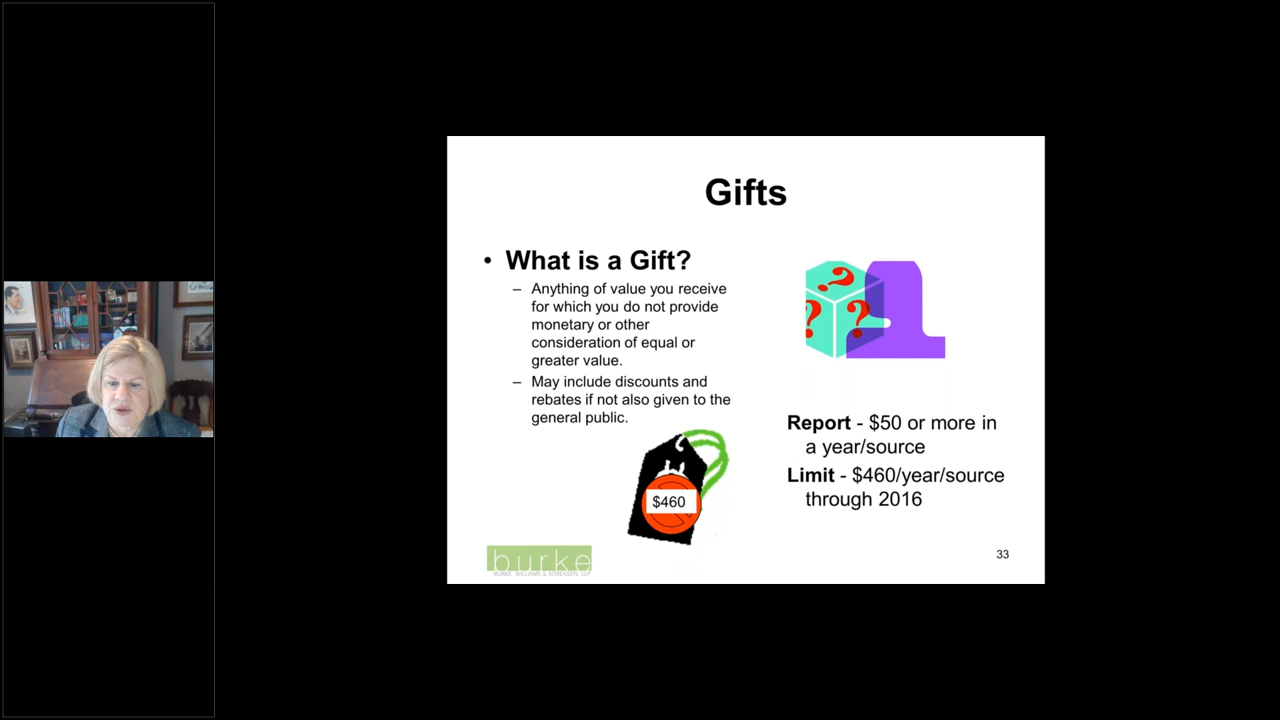 Gifts
• What is a Gift?
– Anything of value you receive
for which you do not provide
monetary or other
consideration of equal or
greater value.
– May include discounts and
rebates if not also given to the
general public.
? ? ?
$460
Report - $50 or more in
a year/source
Limit - $460/year/source
through 2016
burke
BURKE, WILLIAMS & SORENSEN, LLP
33